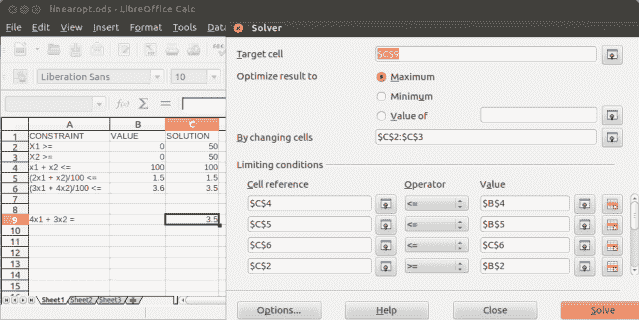 linearopt.ods - LibreOffice Calc
File Edit View Insert Format Tools Data
Liberation Sans 10
A B C
1 CONSTRAINT VALUE SOLUTION
2 X1 >= 0 50
3 X2 >= 0 50
4 x1 + x2 <= 100 100
5 (2x1 + x2)/100 <= 1.5 1.5
6 (3x1 + 4x2)/100 <= 3.6 3.5
7
8
9 4x1 + 3x2 = 3.5
10
11
12
13
14
15
Sheet1 Sheet2 Sheet3
Solver
Target cell $C$9
Optimize result to Maximum
Minimum
Value of
By changing cells $C$2:$C$3
Limiting conditions
Cell reference Operator Value
$C$4 <= $B$4
$C$5 <= $B$5
$C$6 <= $C$6
$C$2 >= $B$2
Options... Help Close Solve